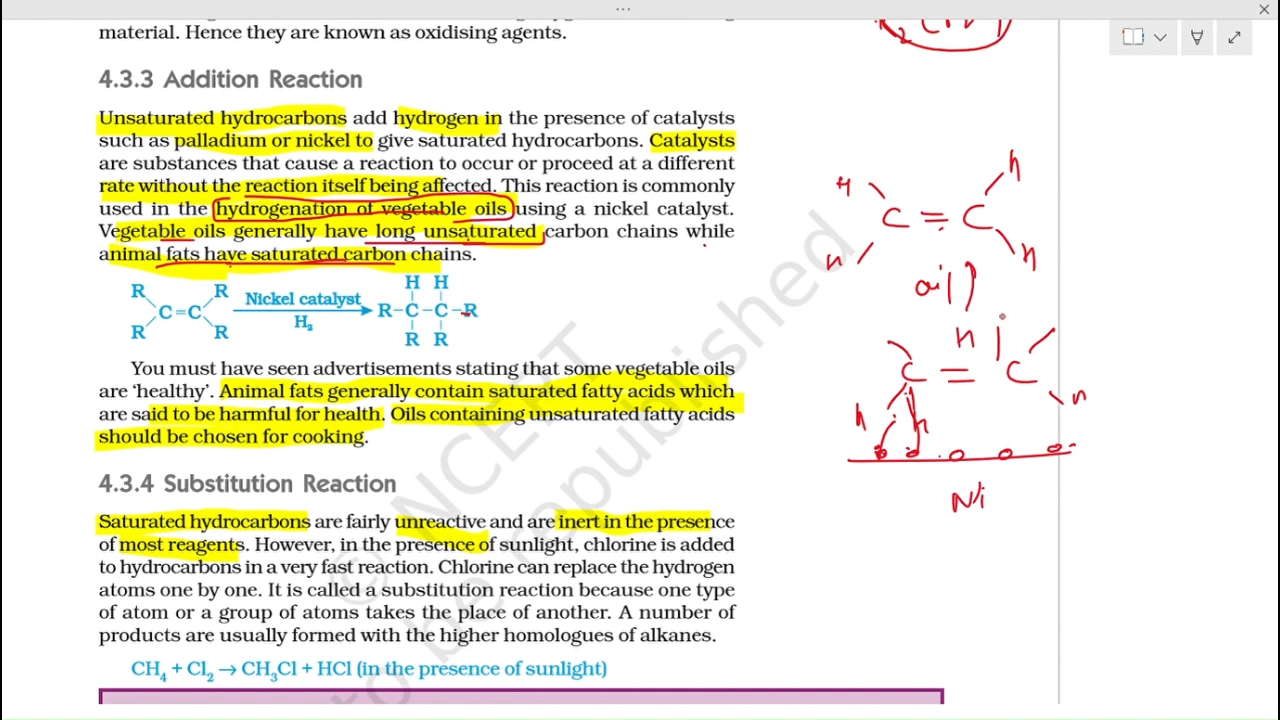 material. Hence they are known as oxidising agents.
4.3.3 Addition Reaction
Unsaturated hydrocarbons add hydrogen in the presence of catalysts
such as palladium or nickel to give saturated hydrocarbons. Catalysts
are substances that cause a reaction to occur or proceed at a different
rate without the reaction itself being affected. This reaction is commonly
used in the hydrogenation of vegetable oils using a nickel catalyst.
Vegetable oils generally have long unsaturated carbon chains while
animal fats have saturated carbon chains.
R R H H
C=C Nickel catalyst R-C-C-R
H₂
R R R R
You must have seen advertisements stating that some vegetable oils
are 'healthy'. Animal fats generally contain saturated fatty acids which
are said to be harmful for health. Oils containing unsaturated fatty acids
should be chosen for cooking.
4.3.4 Substitution Reaction
Saturated hydrocarbons are fairly unreactive and are inert in the presence
of most reagents. However, in the presence of sunlight, chlorine is added
to hydrocarbons in a very fast reaction. Chlorine can replace the hydrogen
atoms one by one. It is called a substitution reaction because one type
of atom or a group of atoms takes the place of another. A number of
products are usually formed with the higher homologues of alkanes.
CH₄ + Cl₂ → CH₃Cl + HCl (in the presence of sunlight)
© NCERT
to be republished
H h
C = C
h h
oil
h
C = C
h h h
Ni